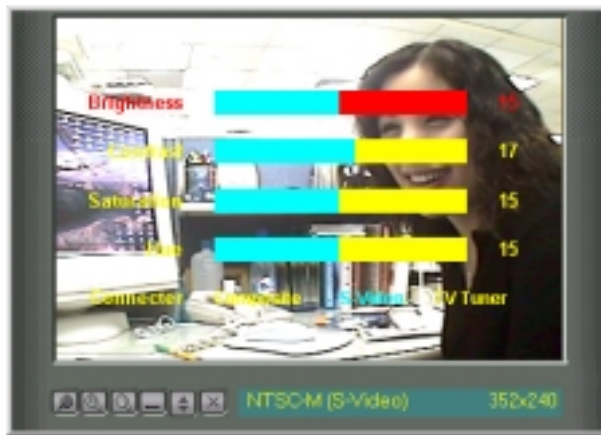 Brightness 15
Contrast 17
Saturation 15
Hue 15
Connecter Composite S-Video TV Tuner
NTSC-M (S-Video) 352x240